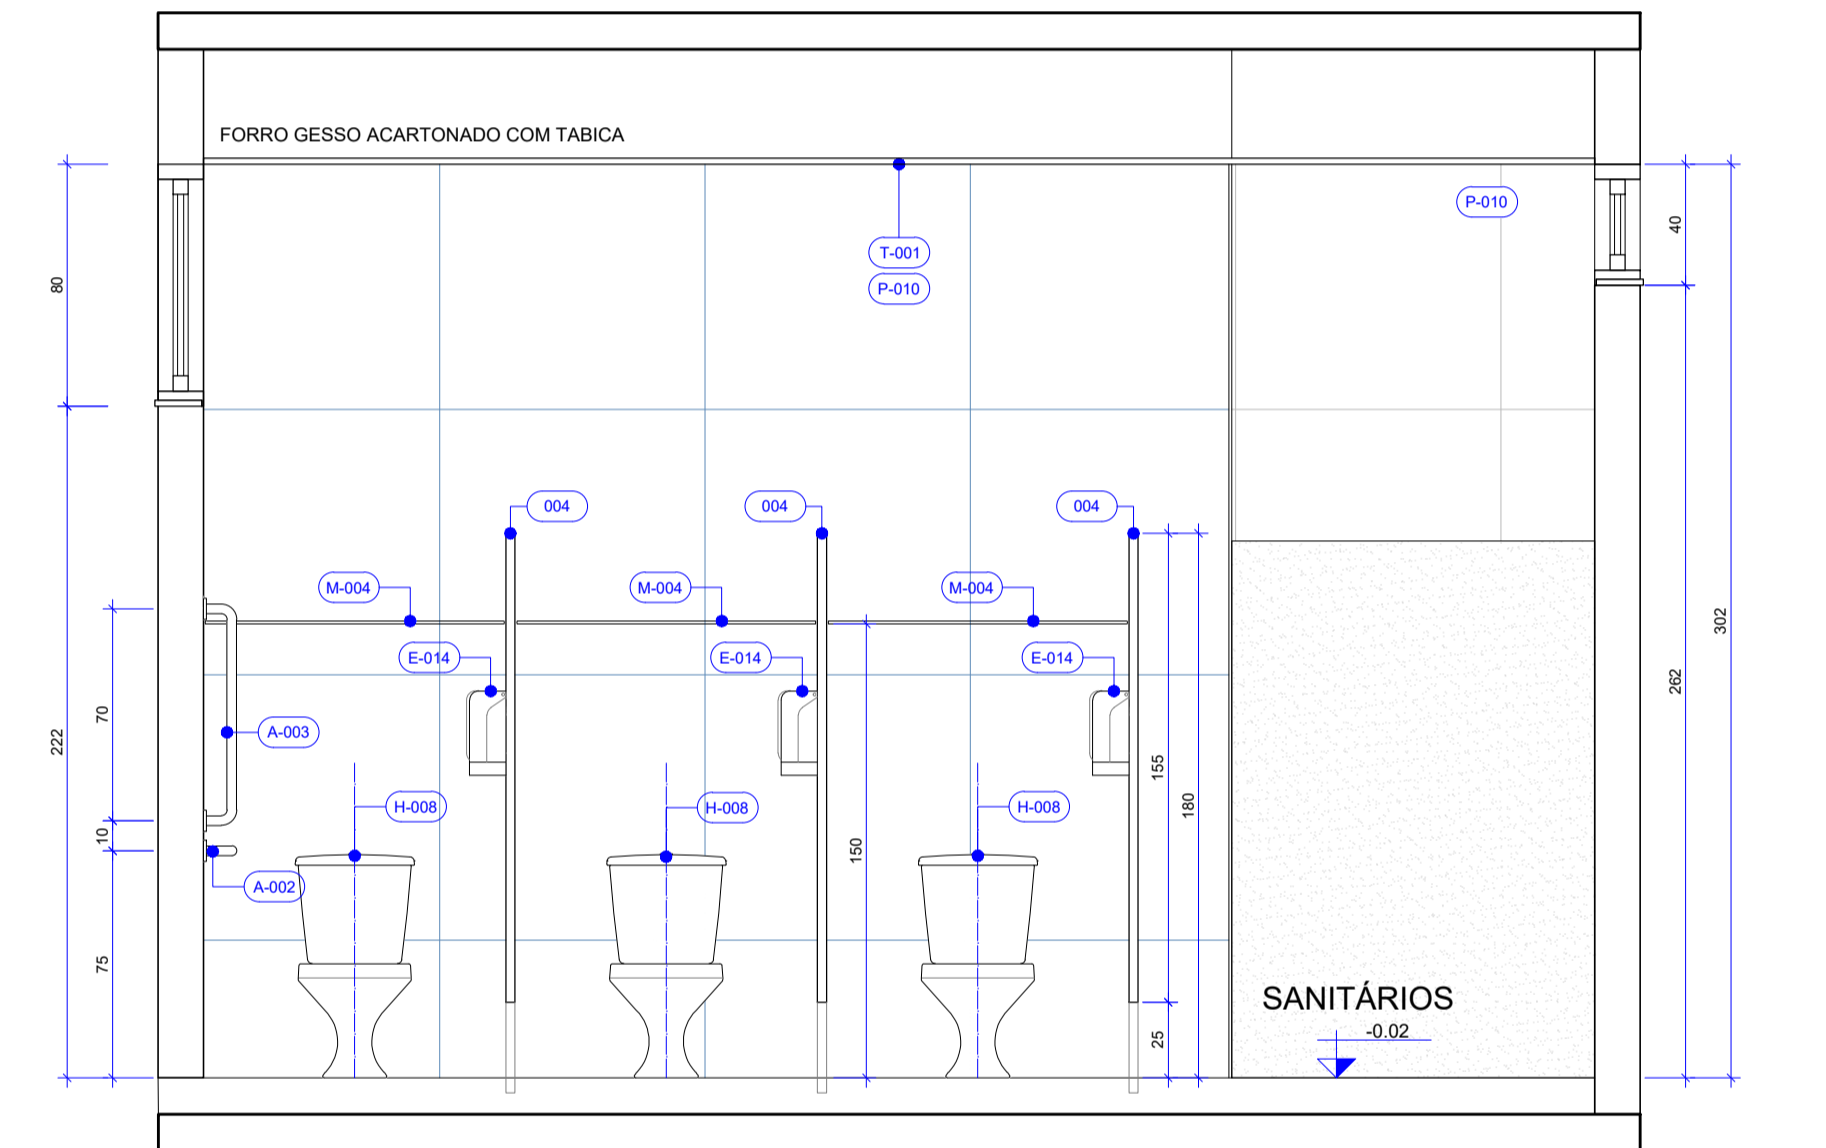 FORRO GESSO ACARTONADO COM TABICA
P-010
40
T-001
80
P-010
004
004
004
M-004
M-004
M-004
302
E-014
E-014
E-014
262
70
A-003
222
155
H-008
H-008
H-008
180
10
150
A-002
75
SANITÁRIOS
-0.02
25